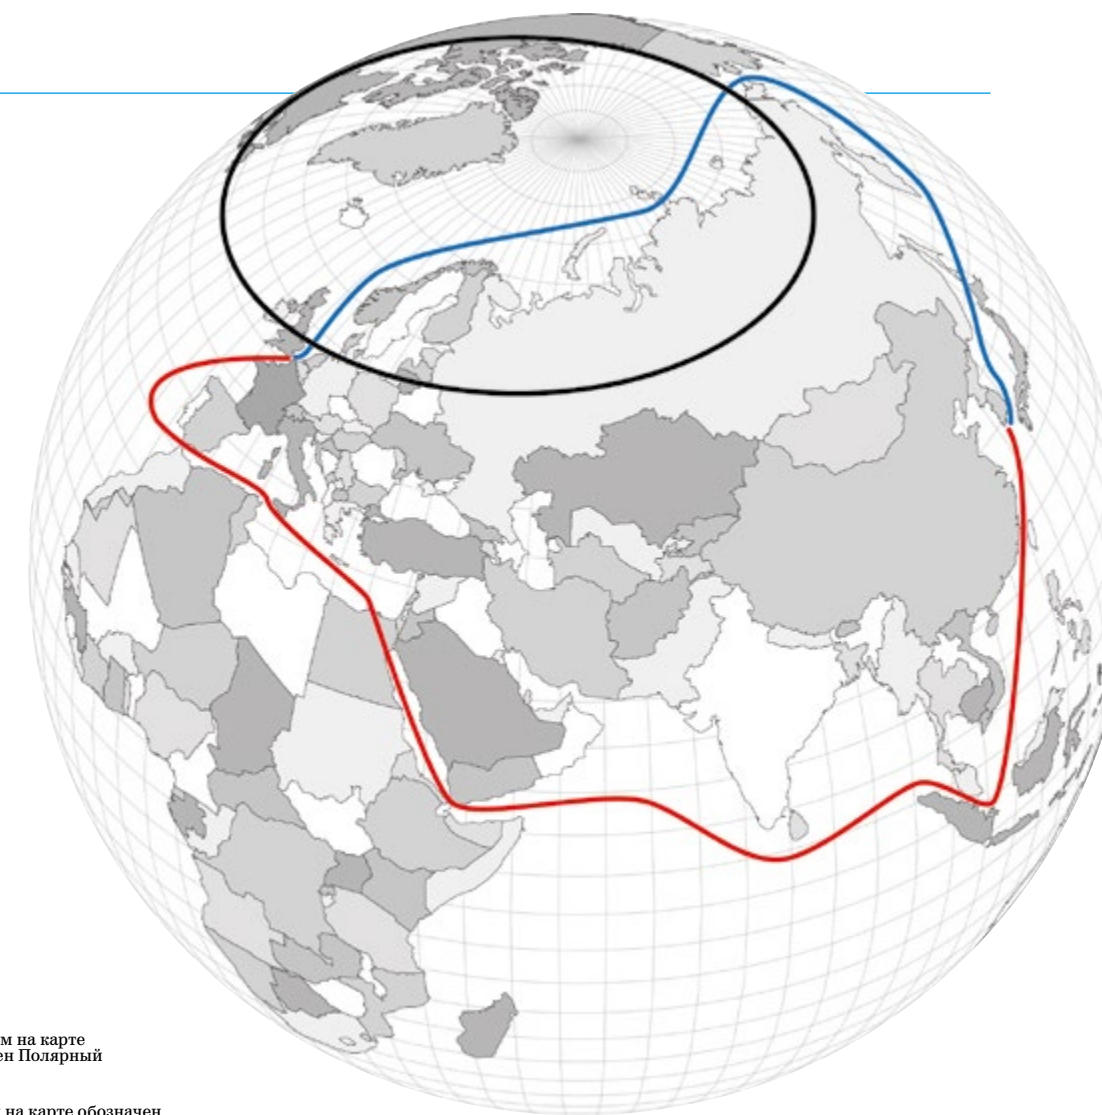 м на карте
ен Полярный
на карте обозначен